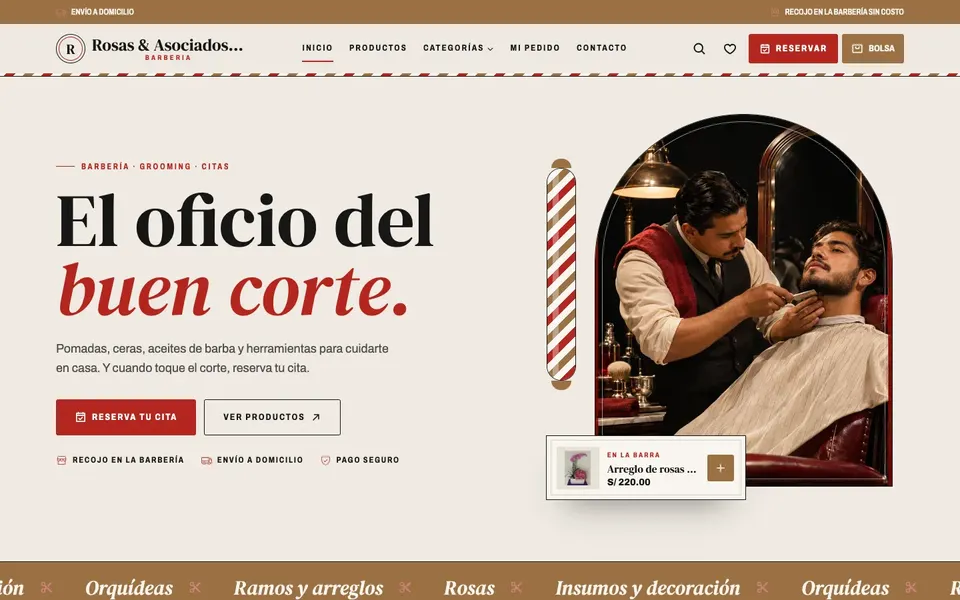 ENVÍO A DOMICILIO
RECOJO EN LA BARBERÍA SIN COSTO
R
Rosas & Asociados...
BARBERIA
INICIO
PRODUCTOS
CATEGORÍAS
MI PEDIDO
CONTACTO
RESERVAR
BOLSA
BARBERÍA · GROOMING · CITAS
El oficio del
buen corte.
Pomadas, ceras, aceites de barba y herramientas para cuidarte
en casa. Y cuando toque el corte, reserva tu cita.
RESERVA TU CITA
VER PRODUCTOS
RECOJO EN LA BARBERÍA
ENVÍO A DOMICILIO
PAGO SEGURO
EN LA BARRA
Arreglo de rosas ...
S/ 220.00
ión Orquídeas Ramos y arreglos Rosas Insumos y decoración Orquídeas R